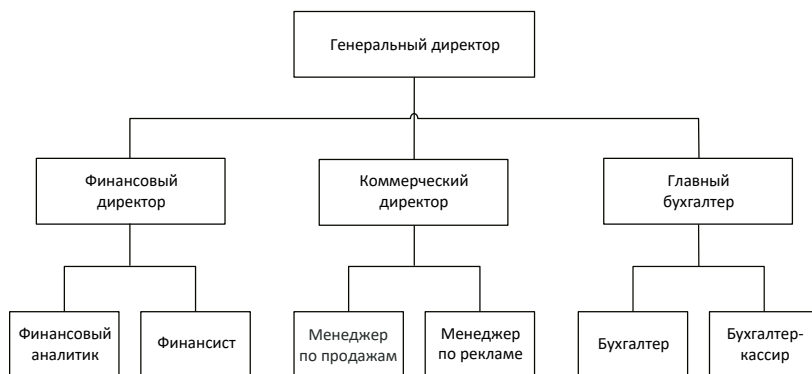 Генеральный директор
Финансовый
директор
Коммерческий
директор
Главный
бухгалтер
Финансовый
аналитик
Финансист
Менеджер
по продажам
Менеджер
по рекламе
Бухгалтер
Бухгалтер-
кассир